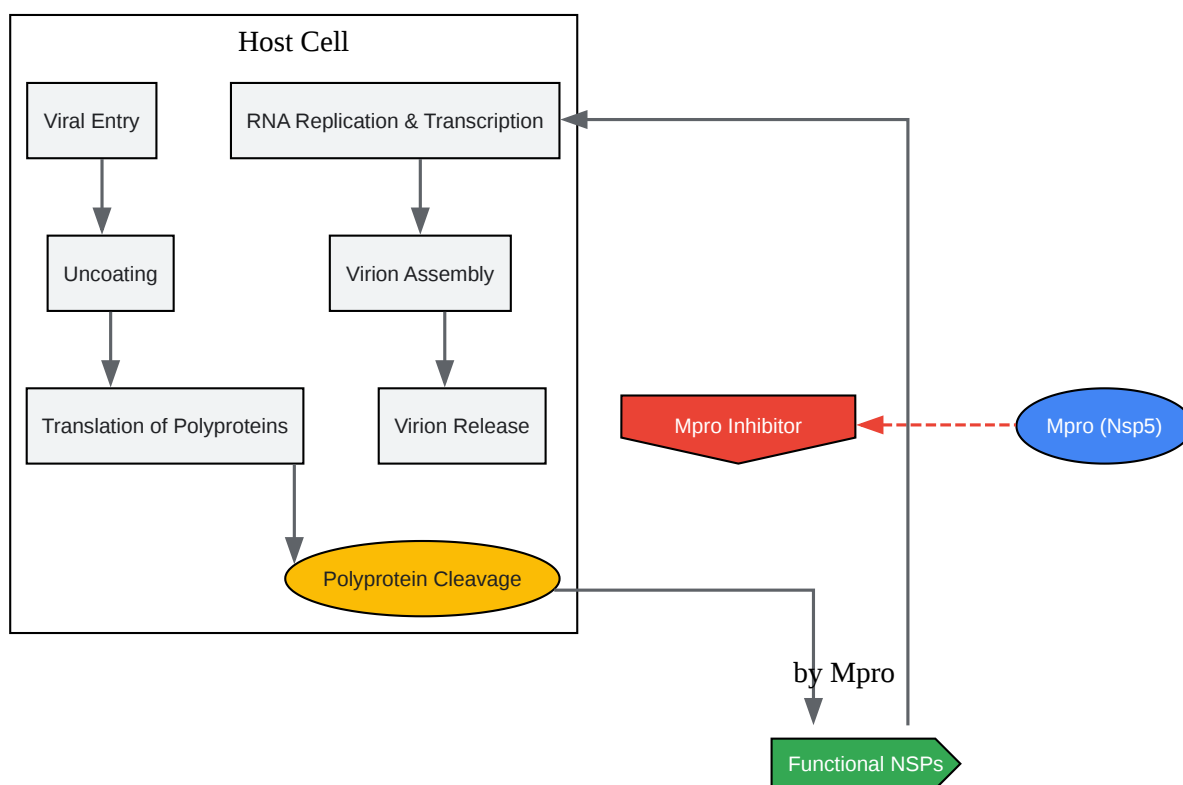 Host Cell
Viral Entry
RNA Replication & Transcription
Uncoating
Virion Assembly
Translation of Polyproteins
Virion Release
Mpro Inhibitor
Mpro (Nsp5)
Polyprotein Cleavage
by Mpro
Functional NSPs